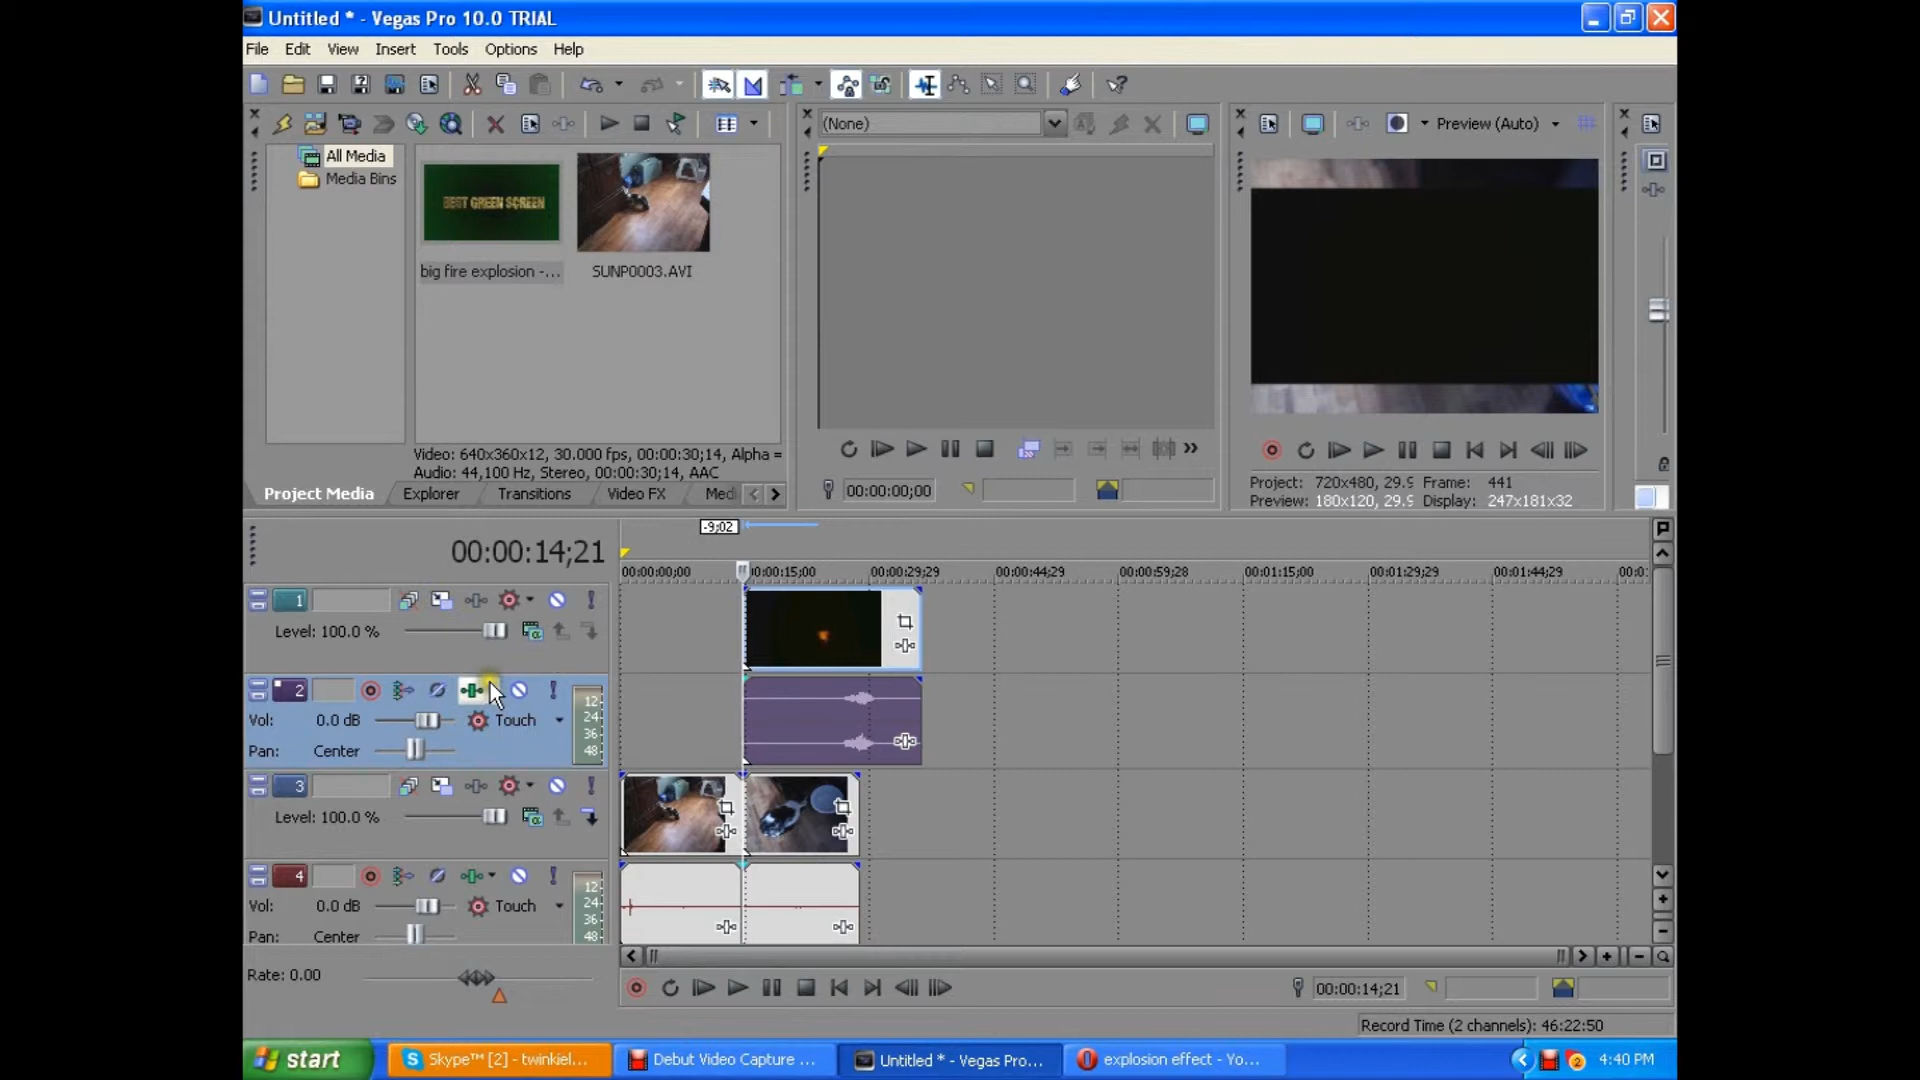 Untitled * - Vegas Pro 10.0 TRIAL
File Edit View Insert Tools Options Help
(None)
Preview (Auto)
All Media
Media Bins
BEST GREEN SCREEN
big fire explosion -...
SUNP0003.AVI
Video: 640x360x12, 30.000 fps, 00:00:30;14, Alpha =
Audio: 44,100 Hz, Stereo, 00:00:30;14, AAC
Project Media Explorer Transitions Video FX Medi
00:00:00;00
Project: 720x480, 29.9 Frame: 441
Preview: 180x120, 29.9 Display: 247x181x32
-9;02
00:00:14;21
00:00:00;00 00:00:15;00 00:00:29;29 00:00:44;29 00:00:59;28 00:01:15;00 00:01:29;29 00:01:44;29 00:0
1
Level: 100.0 %
2
Vol: 0.0 dB Touch
Pan: Center
12
24
36
48
3
Level: 100.0 %
4
Vol: 0.0 dB Touch
Pan: Center
12
24
36
48
Rate: 0.00
00:00:14;21
Record Time (2 channels): 46:22:50
start
Skype™ [2] - twinkiel...
Debut Video Capture ...
Untitled * - Vegas Pro...
explosion effect - Yo...
2
4:40 PM